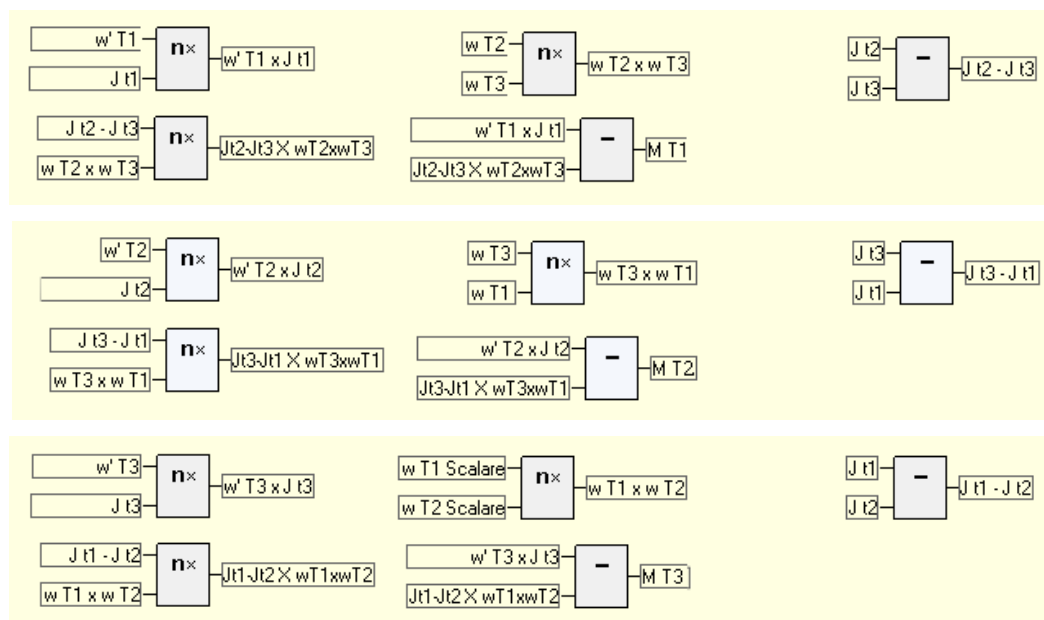 w' T1
J t1
n×
w' T1 x J t1
w T2
w T3
n×
w T2 x w T3
J t2
J t3
–
J t2 - J t3
J t2 - J t3
w T2 x w T3
n×
Jt2-Jt3 X wT2xwT3
w' T1 x J t1
Jt2-Jt3 X wT2xwT3
–
M T1
w' T2
J t2
n×
w' T2 x J t2
w T3
w T1
n×
w T3 x w T1
J t3
J t1
–
J t3 - J t1
J t3 - J t1
w T3 x w T1
n×
Jt3-Jt1 X wT3xwT1
w' T2 x J t2
Jt3-Jt1 X wT3xwT1
–
M T2
w' T3
J t3
n×
w' T3 x J t3
w T1 Scalare
w T2 Scalare
n×
w T1 x w T2
J t1
J t2
–
J t1 - J t2
J t1 - J t2
w T1 x w T2
n×
Jt1-Jt2 X wT1xwT2
w' T3 x J t3
Jt1-Jt2 X wT1xwT2
–
M T3